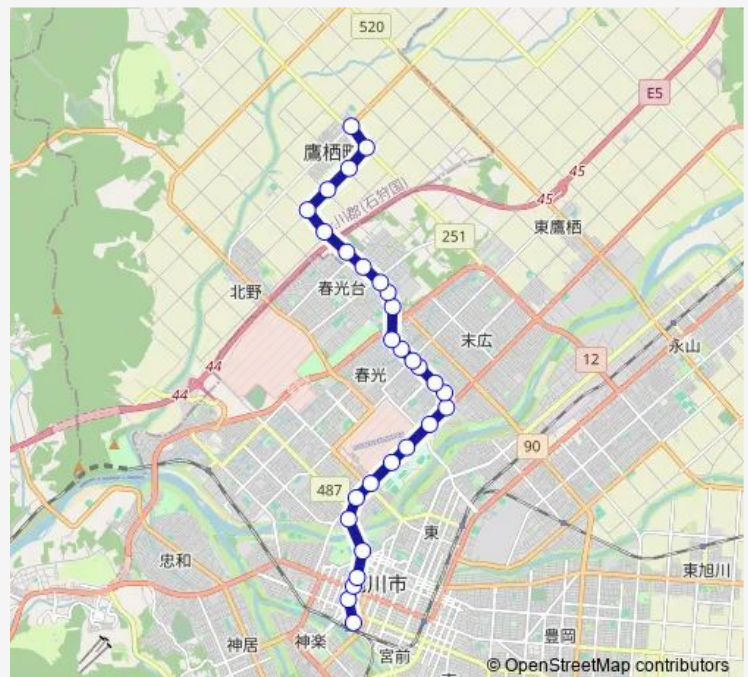 520
E5
鷹栖町
45
川郡(石狩国)
45
251
東鷹栖
北野
春光台
末広
永山
12
44
春光
44
90
487
東
忠和
川市
東旭川
神居
神楽
豊岡
宮前
© OpenStreetMap contributors